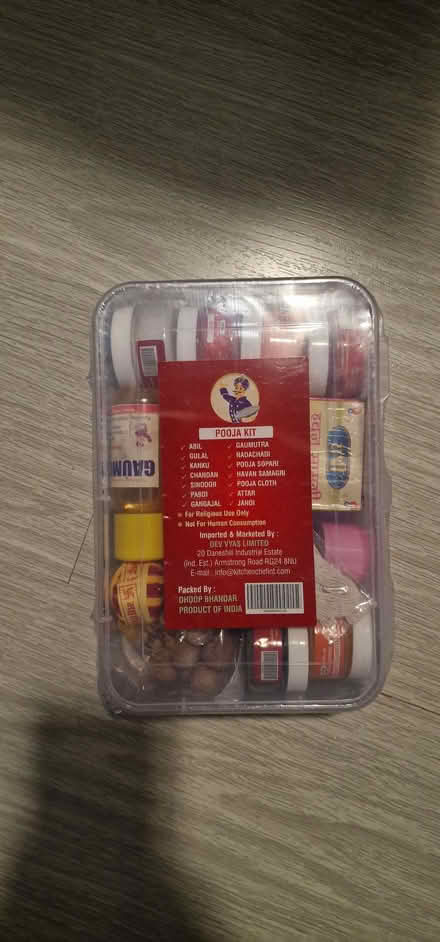 POOJA KIT
✓ ABIL
✓ GULAL
✓ KANKU
✓ CHANDAN
✓ SINDOOR
✓ GANGAJAL
✓ GAUMUTRA
✓ NADACHADI
✓ POOJA SOPARI
✓ HAVAN SAMAGRI
✓ POOJA CLOTH
✓ ATTAR
✓ JANOI
For Religious Use Only
Not For Human Consumption
Imported & Marketed By :
DEV VYAS LIMITED
20 Daneshill Industrial Estate
(Ind. Est.) Armstrong Road RG24 8NU
E-mail : info@kitchenchefint.com
Packed By :
DHOOP BHANDAR
PRODUCT OF INDIA
GAUM